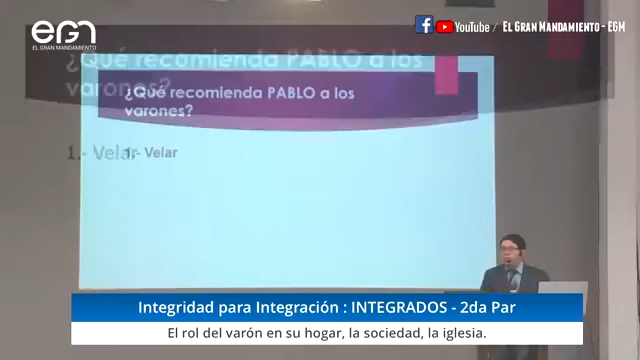 EGM
EL GRAN MANDAMIENTO
YouTube / EL GRAN MANDAMIENTO - EGM
¿Qué recomienda PABLO a los
varones?
¿Qué recomienda PABLO a los
varones?
1.- Velar
1.- Velar
Integridad para Integración : INTEGRADOS - 2da Par
El rol del varón en su hogar, la sociedad, la iglesia.